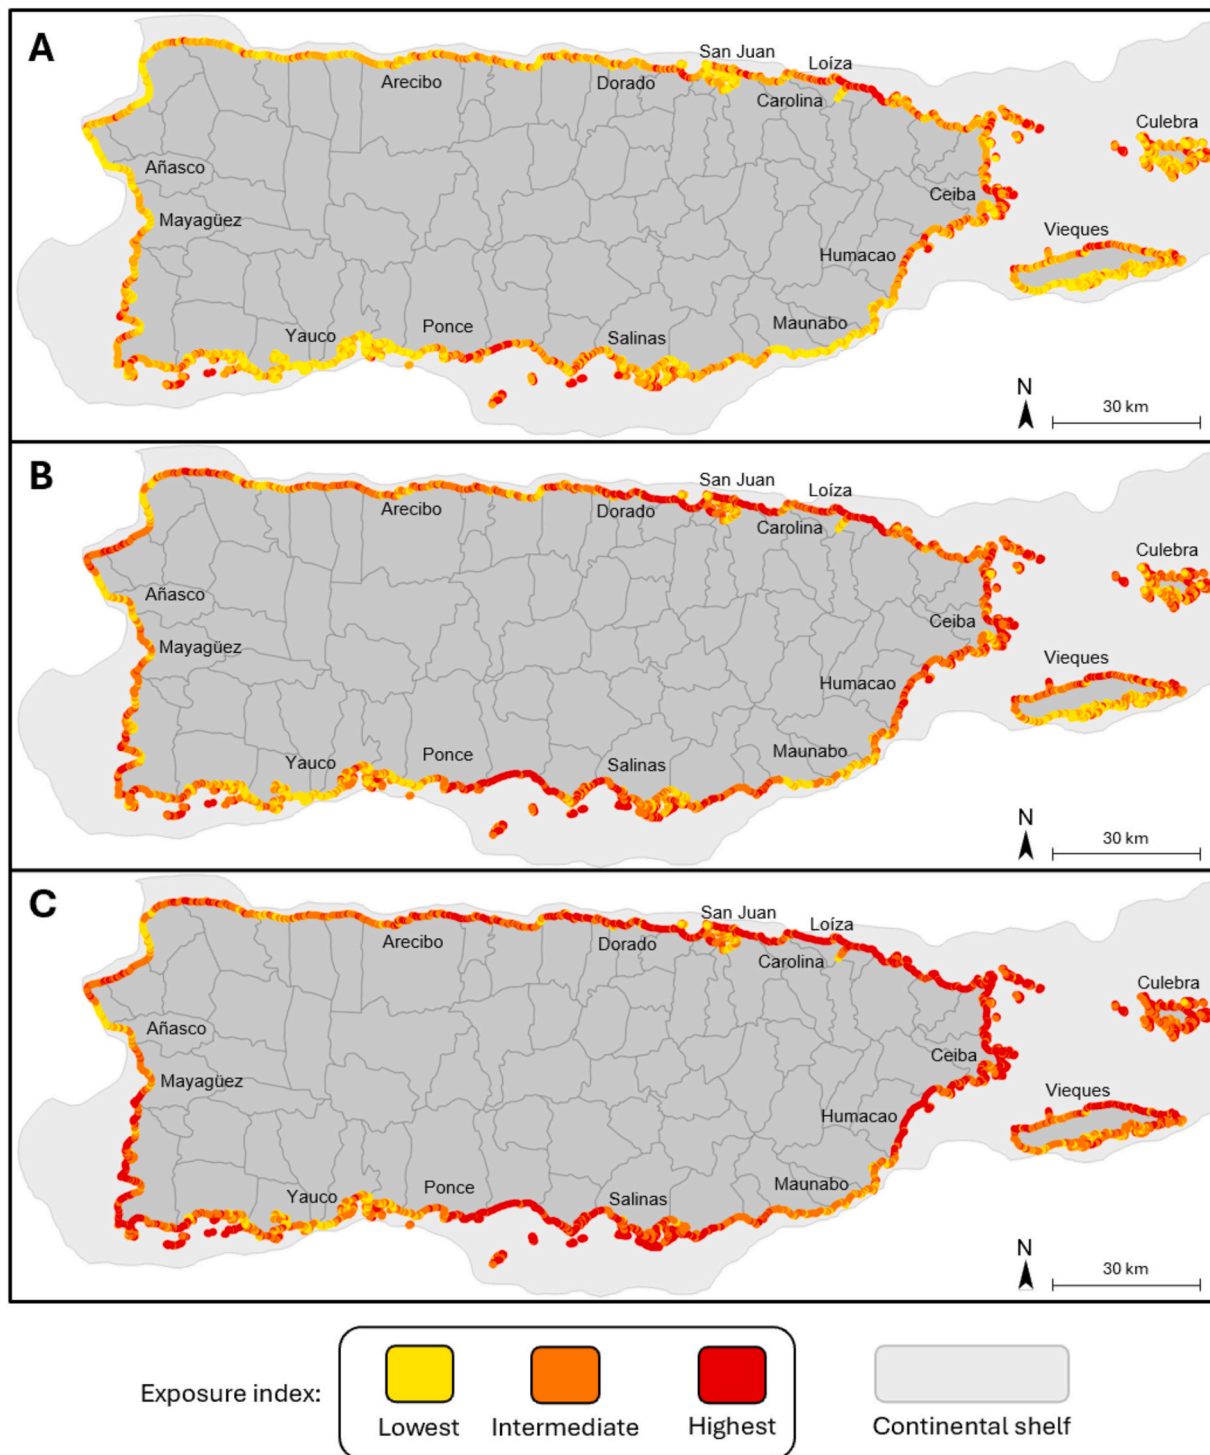 A
San Juan
Loíza
Arecibo
Dorado
Carolina
Culebra
Añasco
Ceiba
Mayagüez
Vieques
Humacao
Yauco
Ponce
Salinas
Maunabo
N
30 km
B
San Juan
Loíza
Arecibo
Dorado
Carolina
Culebra
Añasco
Ceiba
Mayagüez
Vieques
Humacao
Yauco
Ponce
Salinas
Maunabo
N
30 km
C
San Juan
Loíza
Arecibo
Dorado
Carolina
Culebra
Añasco
Ceiba
Mayagüez
Vieques
Humacao
Yauco
Ponce
Salinas
Maunabo
N
30 km
Exposure index:
Lowest
Intermediate
Highest
Continental shelf